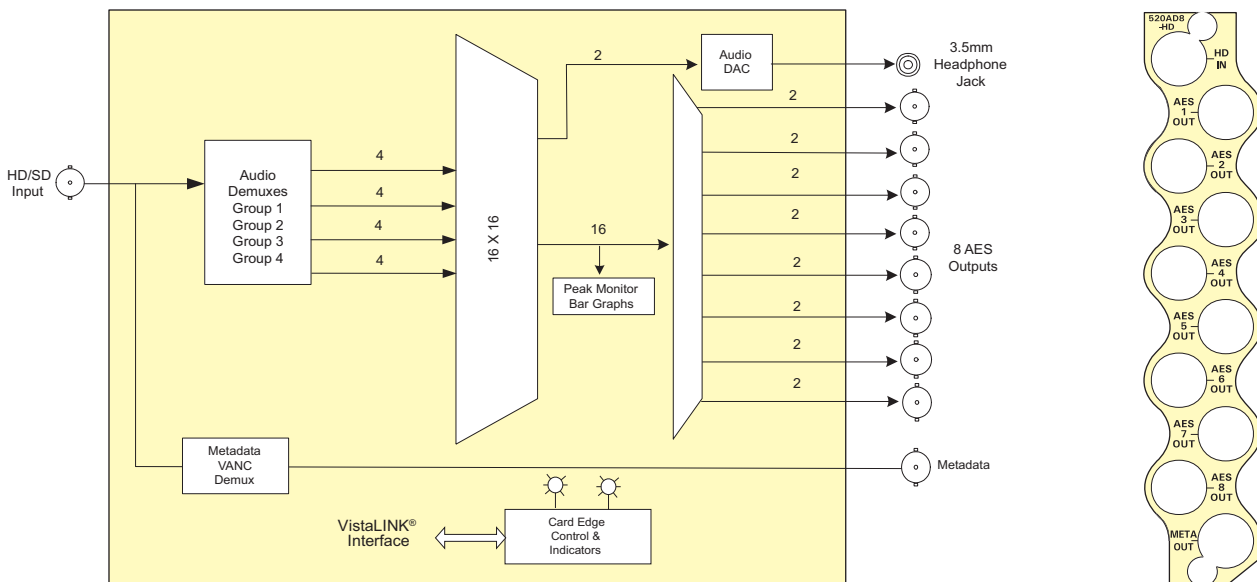 HD/SD
Input
Audio
Demuxes
Group 1
Group 2
Group 3
Group 4
4
4
4
4
16 X 16
2
Audio
DAC
3.5mm
Headphone
Jack
16
Peak Monitor
Bar Graphs
2
2
2
2
2
2
2
2
8 AES
Outputs
Metadata
VANC
Demux
Metadata
VistaLINK®
Interface
Card Edge
Control &
Indicators
520AD8
-HD
HD
IN
AES
1
OUT
AES
2
OUT
AES
3
OUT
AES
4
OUT
AES
5
OUT
AES
6
OUT
AES
7
OUT
AES
8
OUT
META
OUT